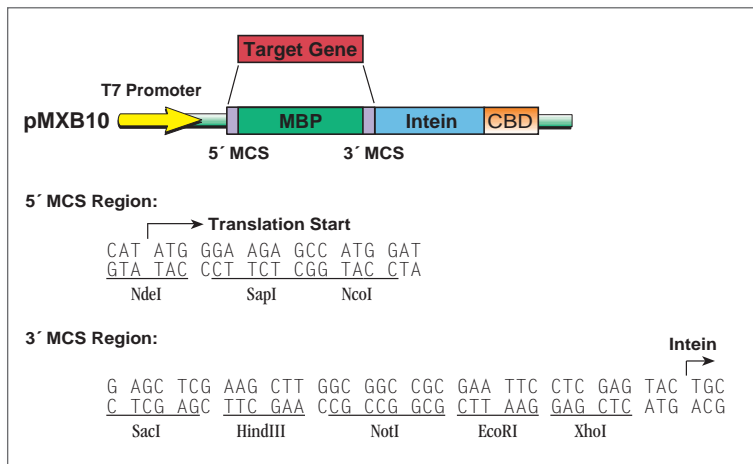 Target Gene
T7 Promoter
pMXB10
MBP
Intein
CBD
5´ MCS
3´ MCS
5´ MCS Region:
Translation Start
CAT ATG GGA AGA GCC ATG GAT
GTA TAC CCT TCT CGG TAC CTA
NdeI SapI NcoI
3´ MCS Region:
Intein
G AGC TCG AAG CTT GGC GGC CGC GAA TTC CTC GAG TAC TGC
C TCG AGC TTC GAA CCG CCG GCG CTT AAG GAG CTC ATG ACG
SacI HindIII NotI EcoRI XhoI